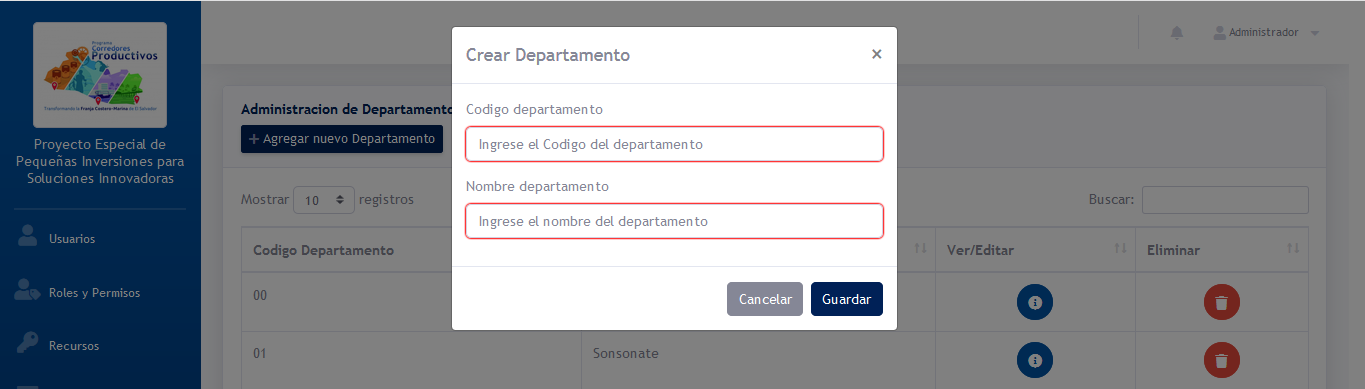 Programa
Corredores
Productivos
Transformando la Franja Costero-Marina de El Salvador
Proyecto Especial de
Pequeñas Inversiones para
Soluciones Innovadoras
Usuarios
Roles y Permisos
Recursos
Administrador
Administracion de Departamento
+ Agregar nuevo Departamento
Mostrar 10 registros
Buscar:
Codigo Departamento
Ver/Editar
Eliminar
00
01
Sonsonate
Crear Departamento
×
Codigo departamento
Ingrese el Codigo del departamento
Nombre departamento
Ingrese el nombre del departamento
Cancelar
Guardar